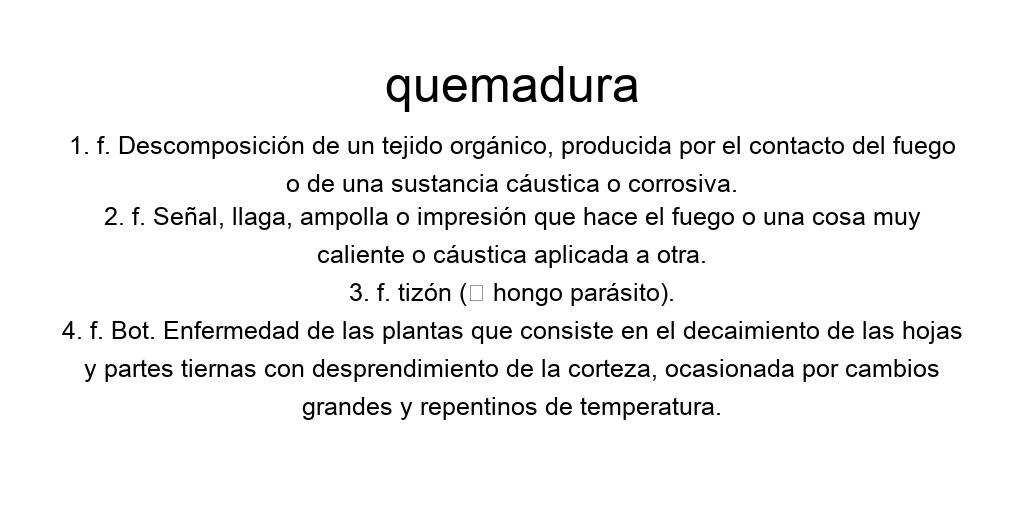 quemadura
1. f. Descomposición de un tejido orgánico, producida por el contacto del fuego
o de una sustancia cáustica o corrosiva.
2. f. Señal, llaga, ampolla o impresión que hace el fuego o una cosa muy
caliente o cáustica aplicada a otra.
3. f. tizón (□ hongo parásito).
4. f. Bot. Enfermedad de las plantas que consiste en el decaimiento de las hojas
y partes tiernas con desprendimiento de la corteza, ocasionada por cambios
grandes y repentinos de temperatura.